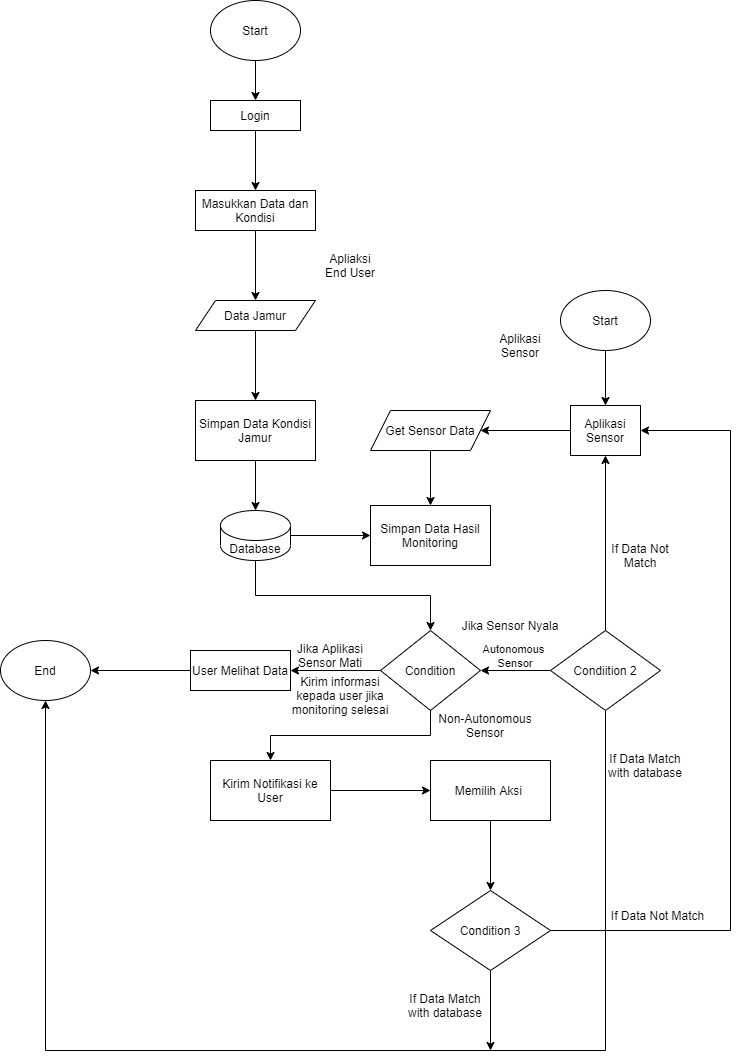 Start
Login
Masukkan Data dan
Kondisi
Apliaksi
End User
Data Jamur
Start
Aplikasi
Sensor
Simpan Data Kondisi
Jamur
Get Sensor Data
Aplikasi
Sensor
Database
Simpan Data Hasil
Monitoring
If Data Not
Match
Jika Sensor Nyala
Autonomous
Sensor
End
User Melihat Data
Jika Aplikasi
Sensor Mati
Kirim informasi
kepada user jika
monitoring selesai
Condition
Condiition 2
Non-Autonomous
Sensor
If Data Match
with database
Kirim Notifikasi ke
User
Memilih Aksi
Condition 3
If Data Not Match
If Data Match
with database